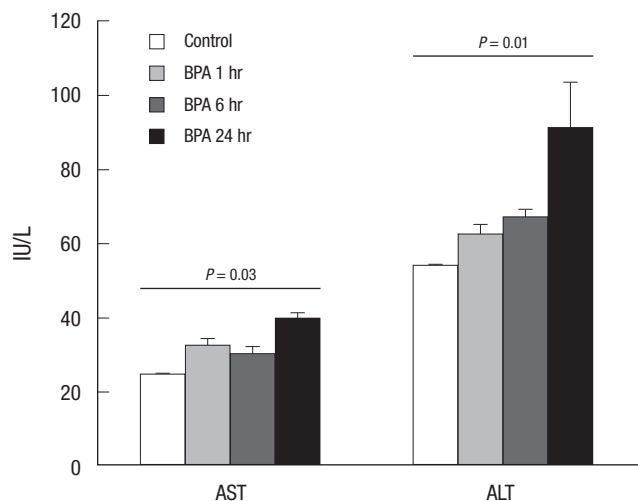 120
100
80
60
40
20
0
IU/L
Control
BPA 1 hr
BPA 6 hr
BPA 24 hr
P = 0.03
P = 0.01
AST
ALT